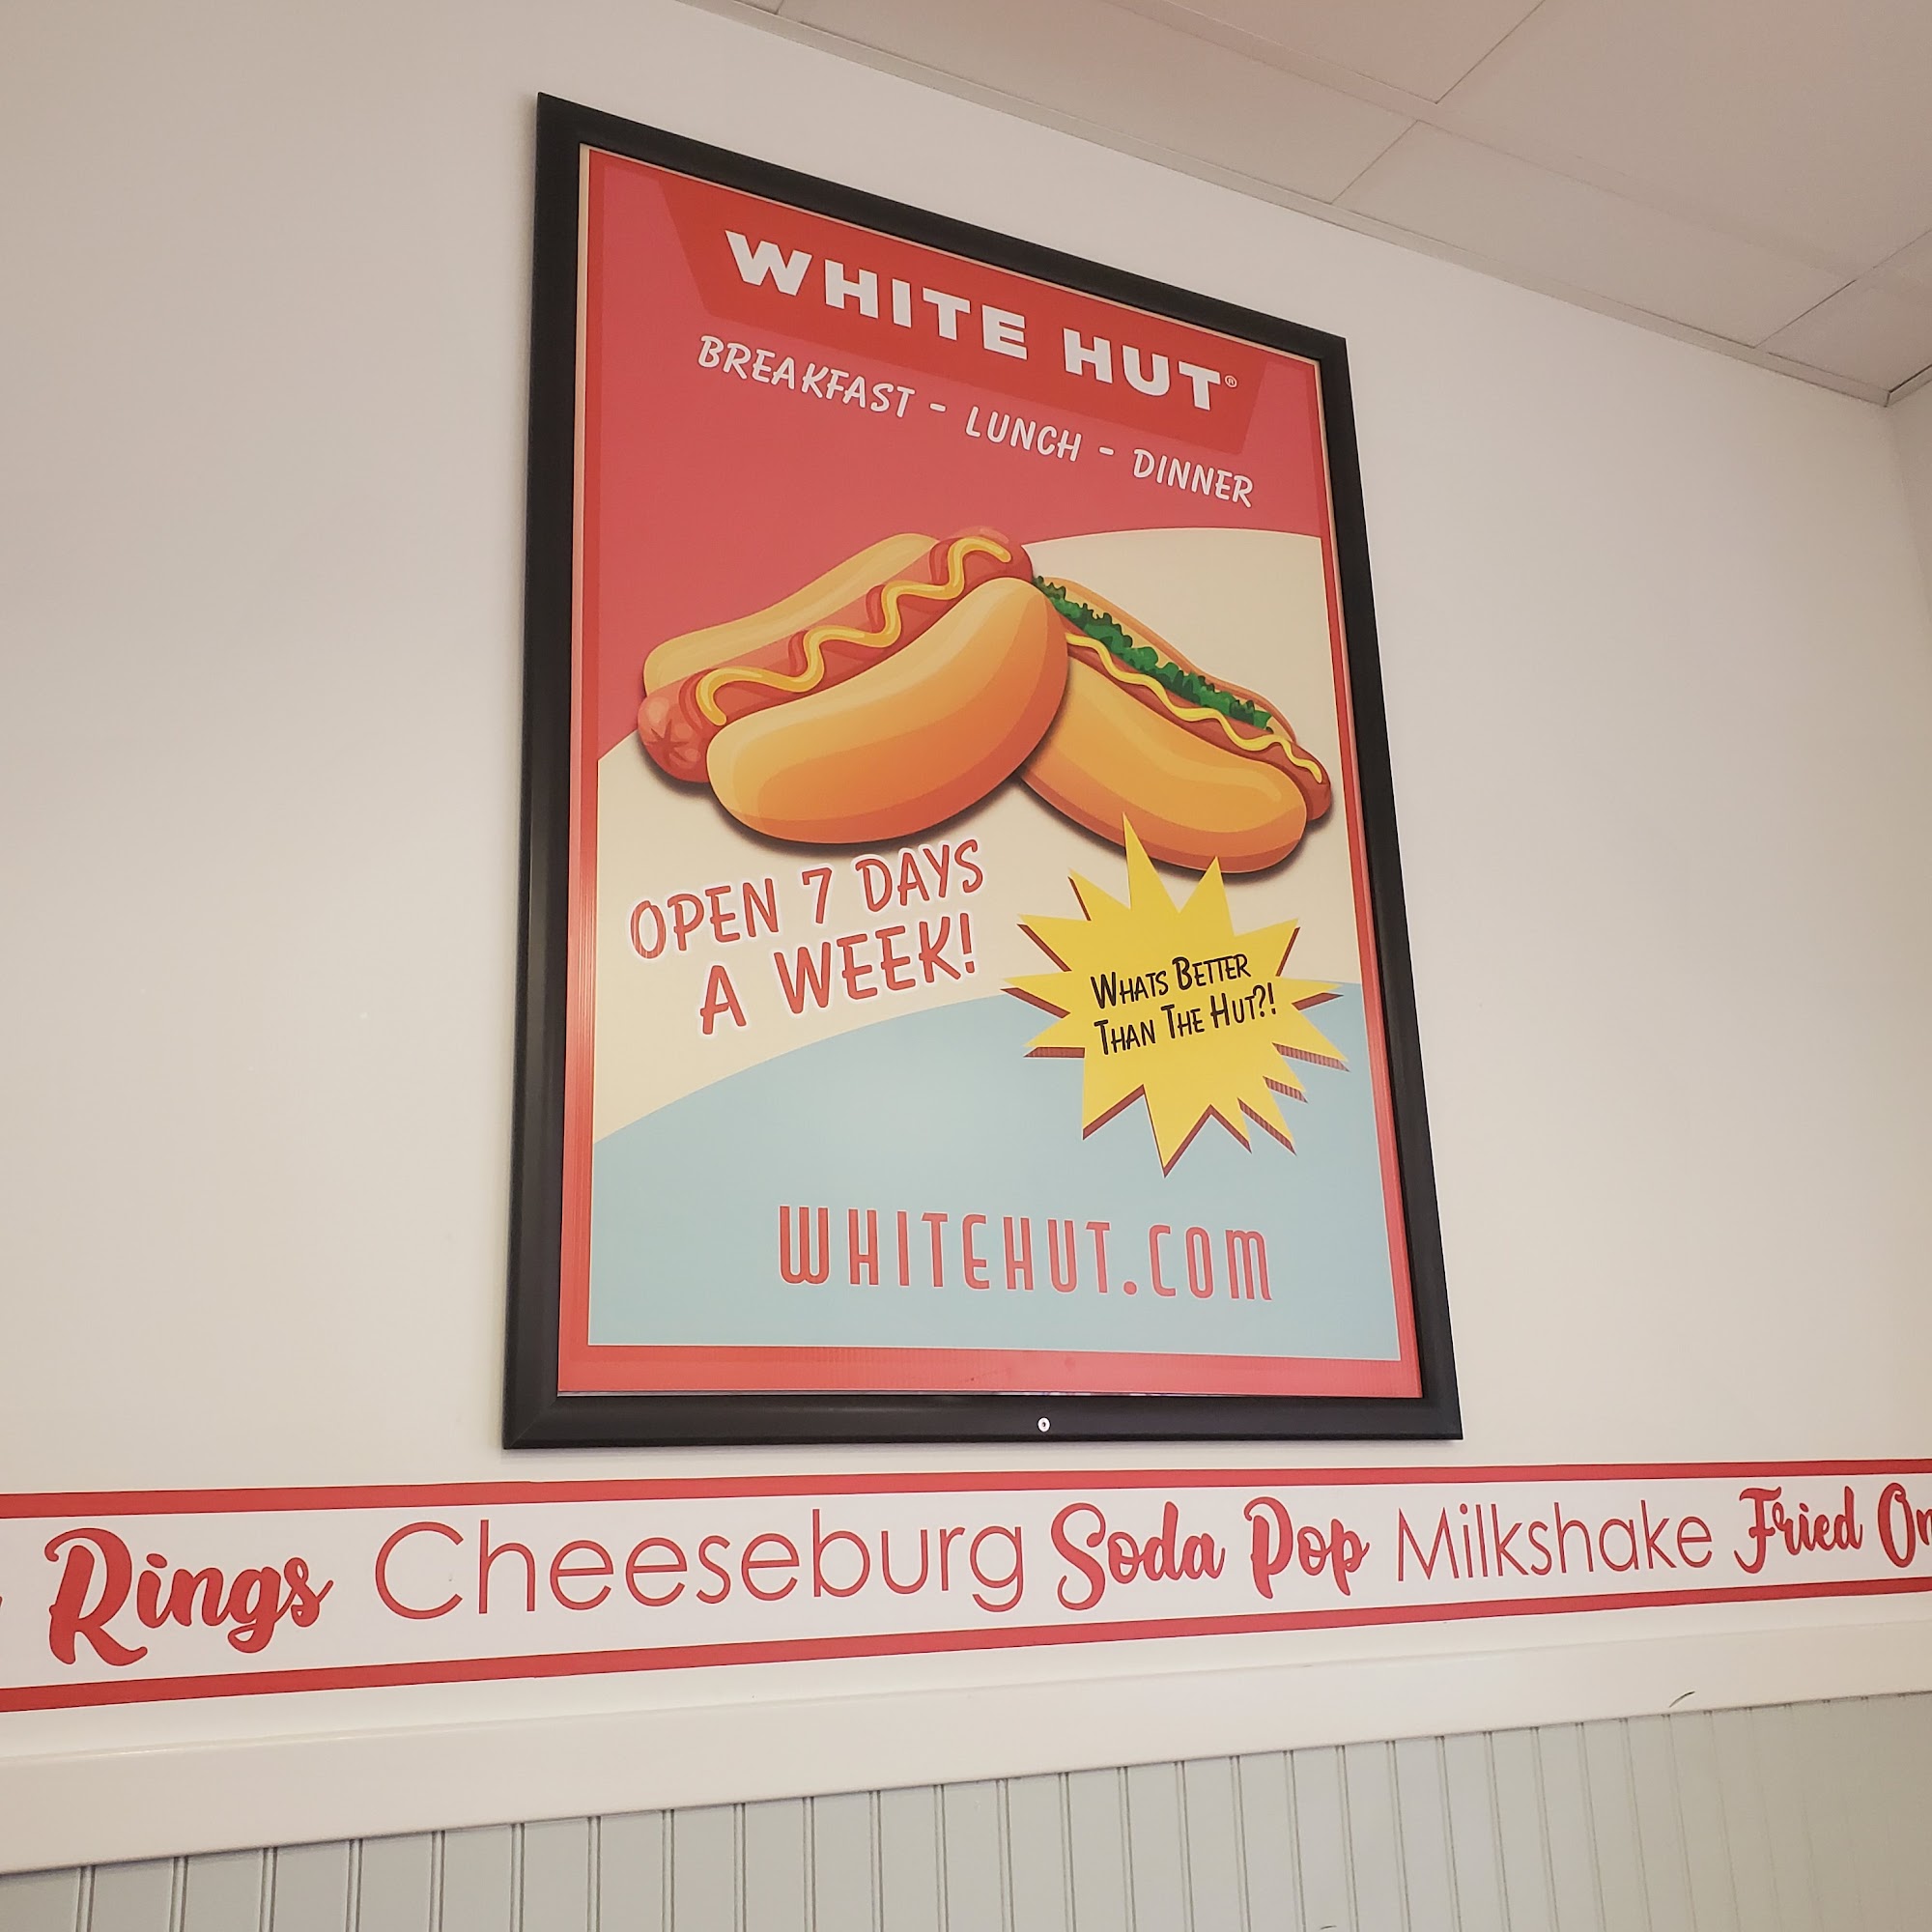 WHITE HUT®
BREAKFAST - LUNCH - DINNER
OPEN 7 DAYS
A WEEK!
WHATS BETTER
THAN THE HUT?!
WHITEHUT.COM
Rings Cheeseburg Soda Pop Milkshake Fried On